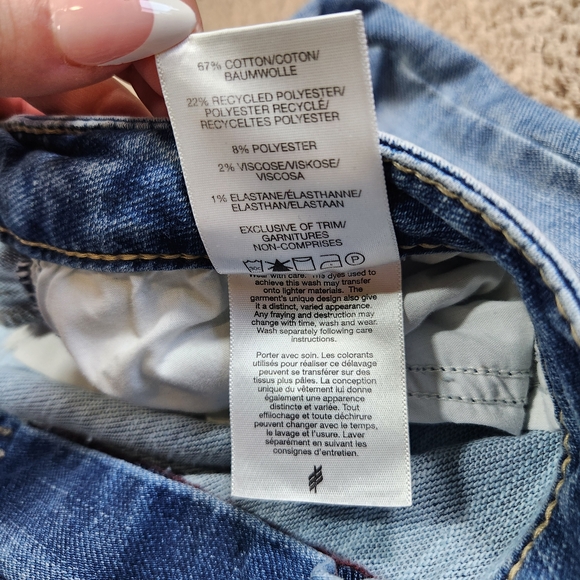 67% COTTON/COTON/
BAUMWOLLE
22% RECYCLED POLYESTER/
POLYESTER RECYCLÉ/
RECYCELTES POLYESTER
8% POLYESTER
2% VISCOSE/VISKOSE/
VISCOSA
1% ELASTANE/ÉLASTHANNE/
ELASTHAN/ELASTAAN
EXCLUSIVE OF TRIM/
GARNITURES
NON-COMPRISES
P
Wear with care. The dyes used to
achieve this wash may transfer
onto lighter materials. The
garment's unique design also give
it a distinct, varied appearance.
Any fraying and destruction may
change with time, wash and wear.
Wash separately following care
instructions.
Porter avec soin. Les colorants
utilisés pour réaliser ce délavage
peuvent se transférer sur des
tissus plus pâles. La conception
unique du vêtement lui donne
également une apparence
distincte et variée. Tout
effilochage et toute déchirure
peuvent changer avec le temps,
le lavage et l'usure. Laver
séparément en suivant les
consignes d'entretien.